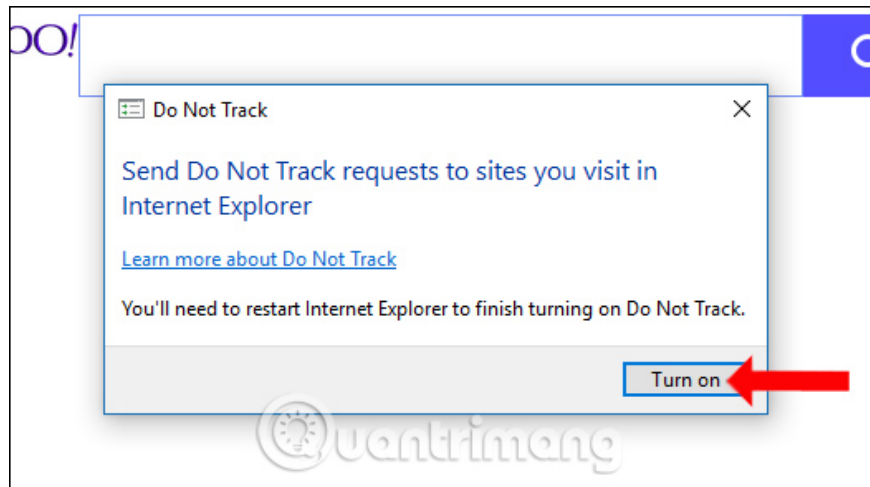 OO!
Do Not Track
Send Do Not Track requests to sites you visit in
Internet Explorer
Learn more about Do Not Track
You'll need to restart Internet Explorer to finish turning on Do Not Track.
Turn on
Quantrimang